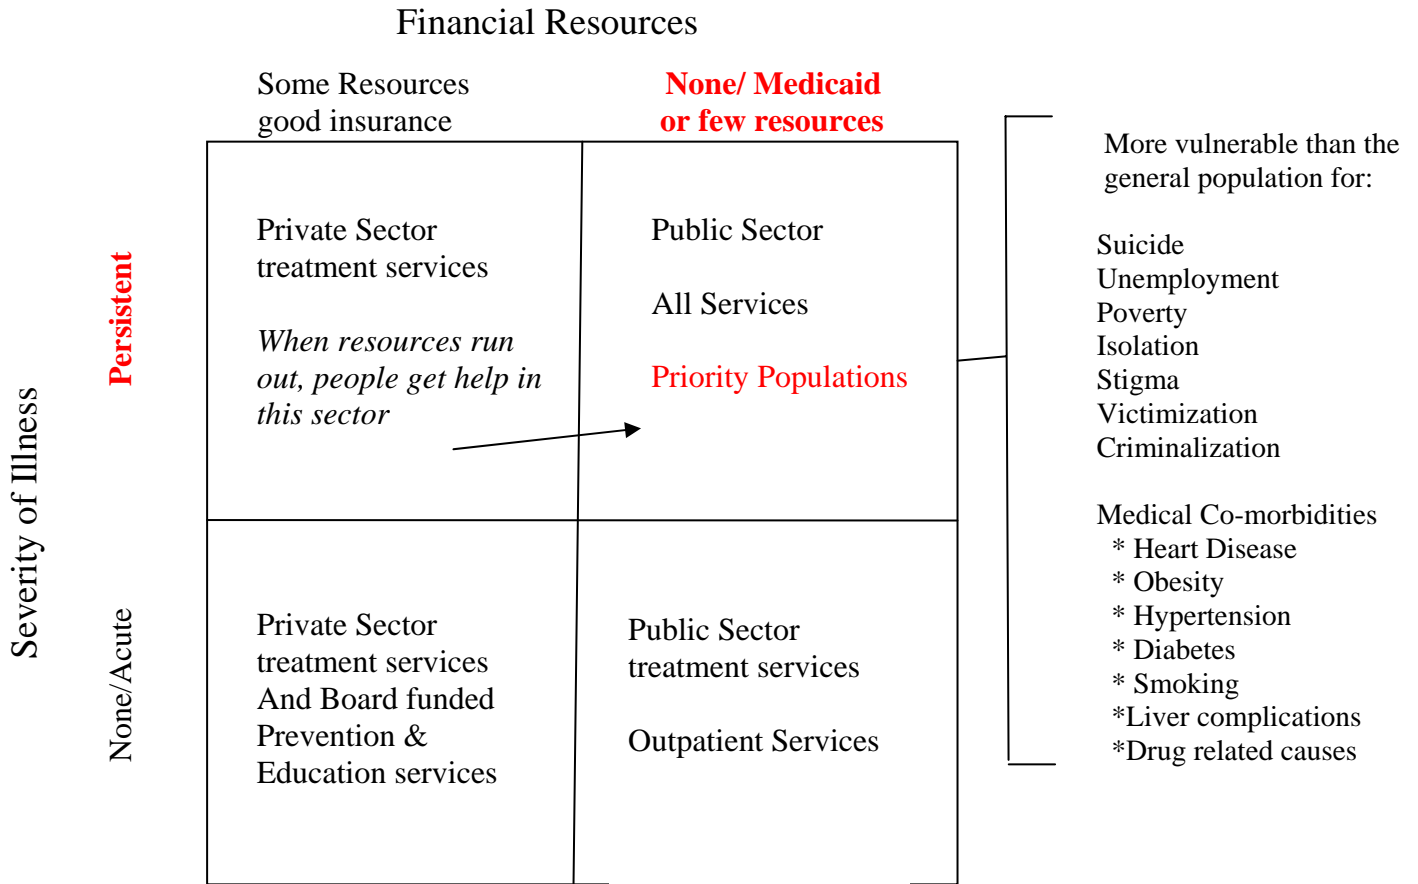 Financial Resources
Some Resources
good insurance
None/ Medicaid
or few resources
Severity of Illness
Persistent
Private Sector
treatment services
When resources run
out, people get help in
this sector
Public Sector
All Services
Priority Populations
None/Acute
Private Sector
treatment services
And Board funded
Prevention &
Education services
Public Sector
treatment services
Outpatient Services
More vulnerable than the
general population for:
Suicide
Unemployment
Poverty
Isolation
Stigma
Victimization
Criminalization
Medical Co-morbidities
* Heart Disease
* Obesity
* Hypertension
* Diabetes
* Smoking
*Liver complications
*Drug related causes